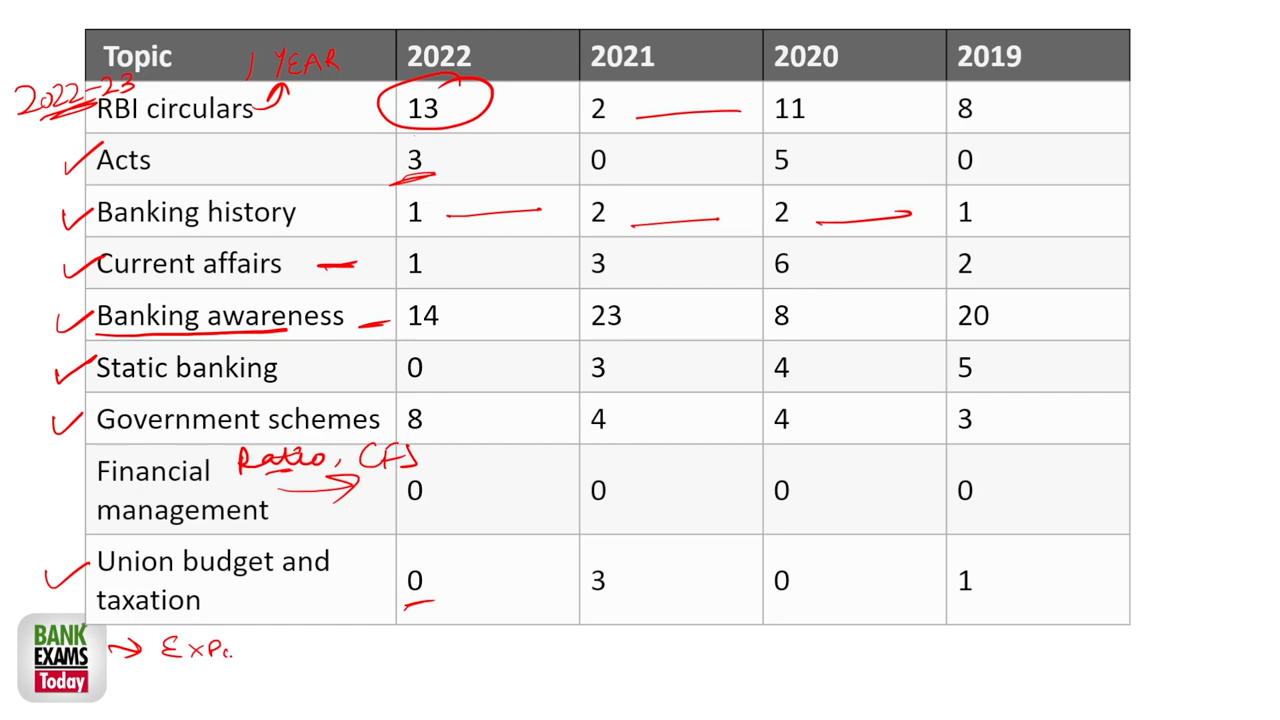 Topic 1 YEAR 2022 2021 2020 2019
2022-23
RBI circulars 13 2 11 8
Acts 3 0 5 0
Banking history 1 2 2 1
Current affairs 1 3 6 2
Banking awareness 14 23 8 20
Static banking 0 3 4 5
Government schemes 8 4 4 3
Ratio, CFS
Financial
management 0 0 0 0
Union budget and
taxation 0 3 0 1
BANK
EXAMS
Today